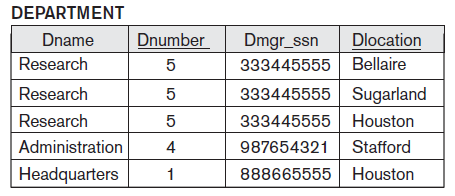 DEPARTMENT
Dname Dnumber Dmgr_ssn Dlocation
Research 5 333445555 Bellaire
Research 5 333445555 Sugarland
Research 5 333445555 Houston
Administration 4 987654321 Stafford
Headquarters 1 888665555 Houston